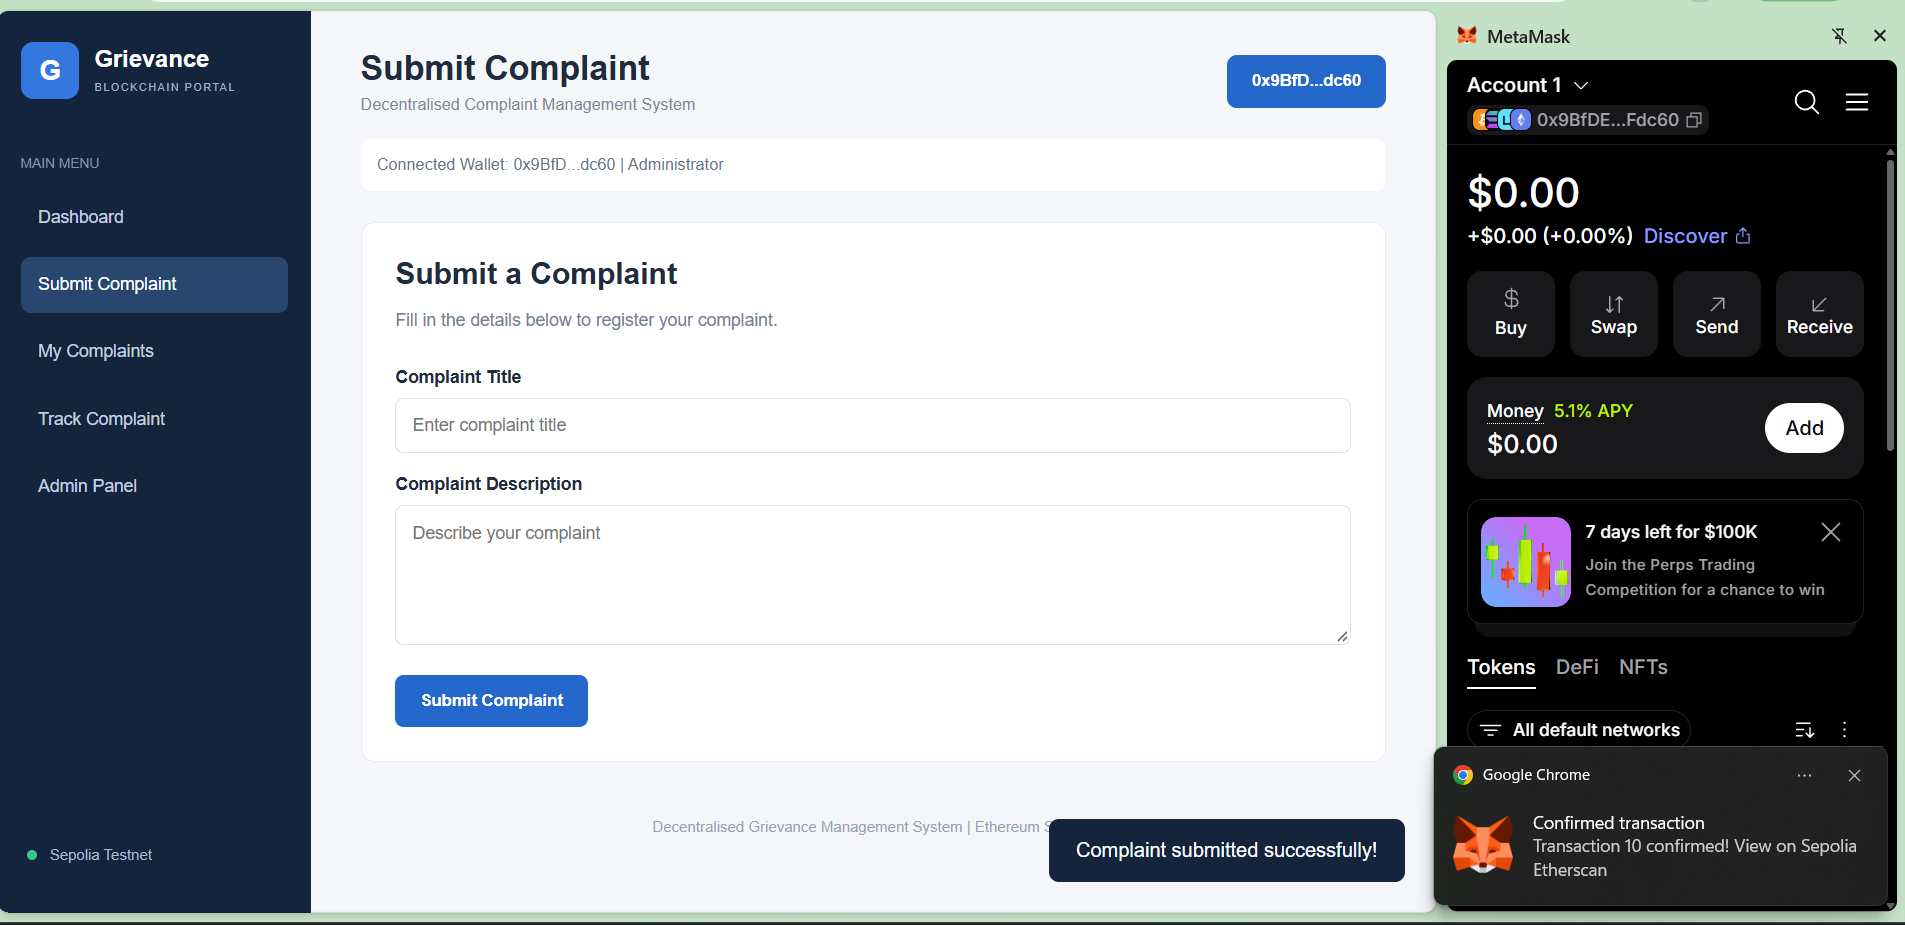 G
Grievance
BLOCKCHAIN PORTAL
MAIN MENU
Dashboard
Submit Complaint
My Complaints
Track Complaint
Admin Panel
Sepolia Testnet
Submit Complaint
Decentralised Complaint Management System
0x9BfD...dc60
Connected Wallet: 0x9BfD...dc60 | Administrator
Submit a Complaint
Fill in the details below to register your complaint.
Complaint Title
Enter complaint title
Complaint Description
Describe your complaint
Submit Complaint
Decentralised Grievance Management System | Ethereum
Complaint submitted successfully!
MetaMask
Account 1
0x9BfDE...Fdc60
$0.00
+$0.00 (+0.00%) Discover
Buy
Swap
Send
Receive
Money 5.1% APY
$0.00
Add
7 days left for $100K
Join the Perps Trading
Competition for a chance to win
Tokens DeFi NFTs
All default networks
Google Chrome
Confirmed transaction
Transaction 10 confirmed! View on Sepolia
Etherscan